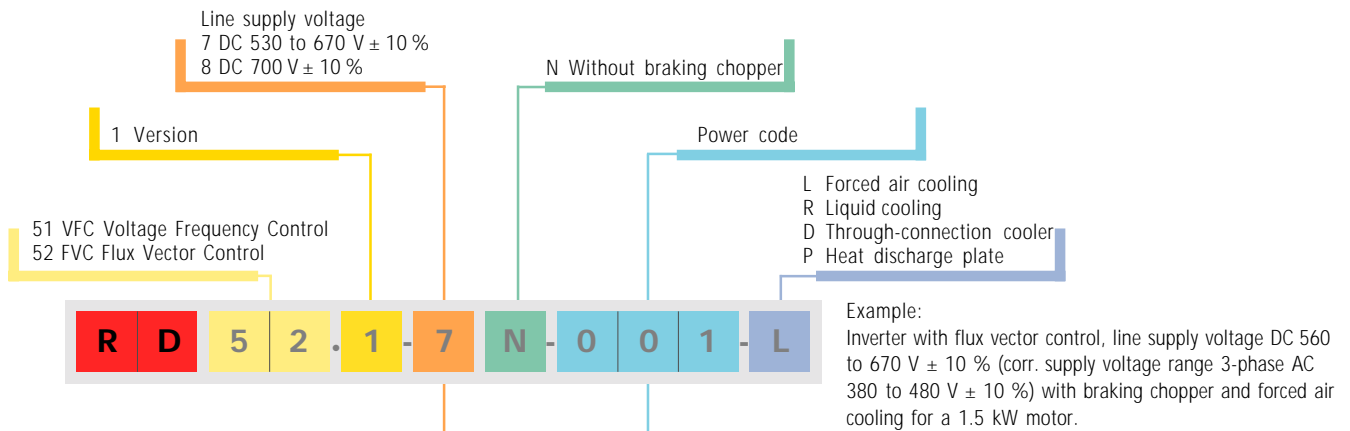 Line supply voltage
7 DC 530 to 670 V ± 10 %
8 DC 700 V ± 10 %
N Without braking chopper
1 Version
Power code
L Forced air cooling
R Liquid cooling
D Through-connection cooler
P Heat discharge plate
51 VFC Voltage Frequency Control
52 FVC Flux Vector Control
R D 5 2 . 1 - 7 N - 0 0 1 - L
Example:
Inverter with flux vector control, line supply voltage DC 560
to 670 V ± 10 % (corr. supply voltage range 3-phase AC
380 to 480 V ± 10 %) with braking chopper and forced air
cooling for a 1.5 kW motor.